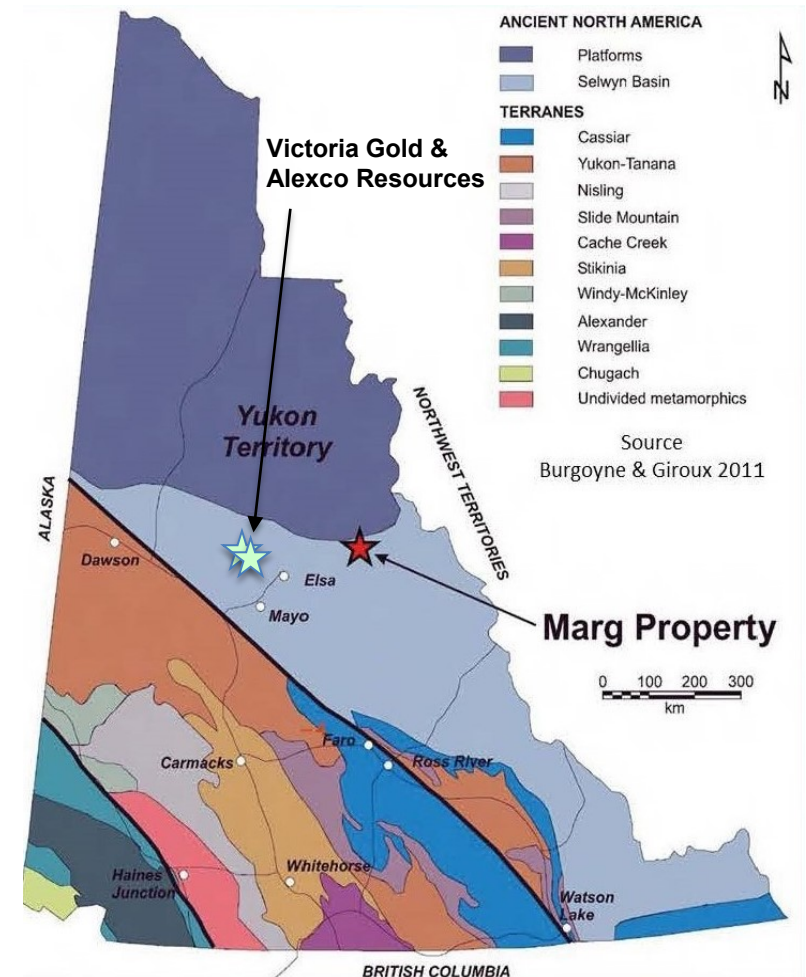 ANCIENT NORTH AMERICA
Platforms
Selwyn Basin
TERRANES
Cassiar
Yukon-Tanana
Nisling
Slide Mountain
Cache Creek
Stikinia
Windy-McKinley
Alexander
Wrangellia
Chugach
Undivided metamorphics
N
Victoria Gold &
Alexco Resources
Source
Burgoyne & Giroux 2011
Yukon
Territory
NORTHWEST TERRITORIES
ALASKA
Dawson
Elsa
Mayo
Marg Property
0 100 200 300
km
Faro
Ross River
Carmacks
Haines
Junction
Whitehorse
Watson
Lake
BRITISH COLUMBIA